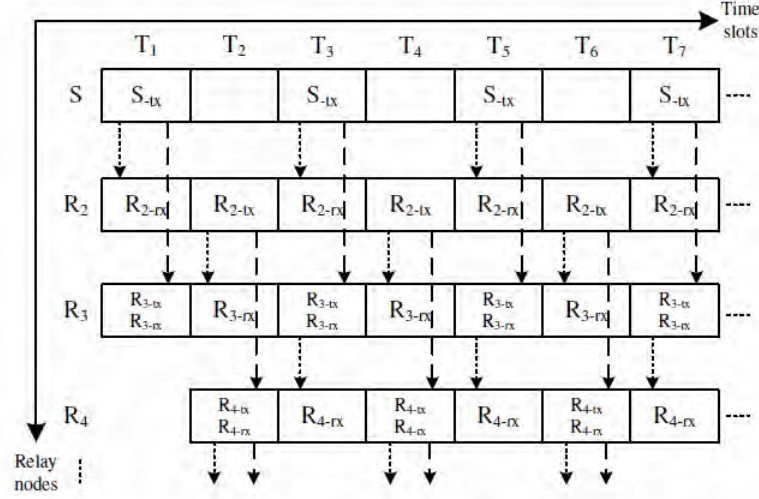 Time
slots
T1 T2 T3 T4 T5 T6 T7
S S-tx S-tx S-tx S-tx
R2 R2-rx R2-tx R2-rx R2-tx R2-rx R2-tx R2-rx
R3 R3-tx R3-rx R3-rx R3-tx R3-rx R3-rx R3-tx R3-rx R3-rx R3-tx R3-rx
R4 R4-tx R4-rx R4-rx R4-tx R4-rx R4-rx R4-tx R4-rx R4-rx
Relay
nodes